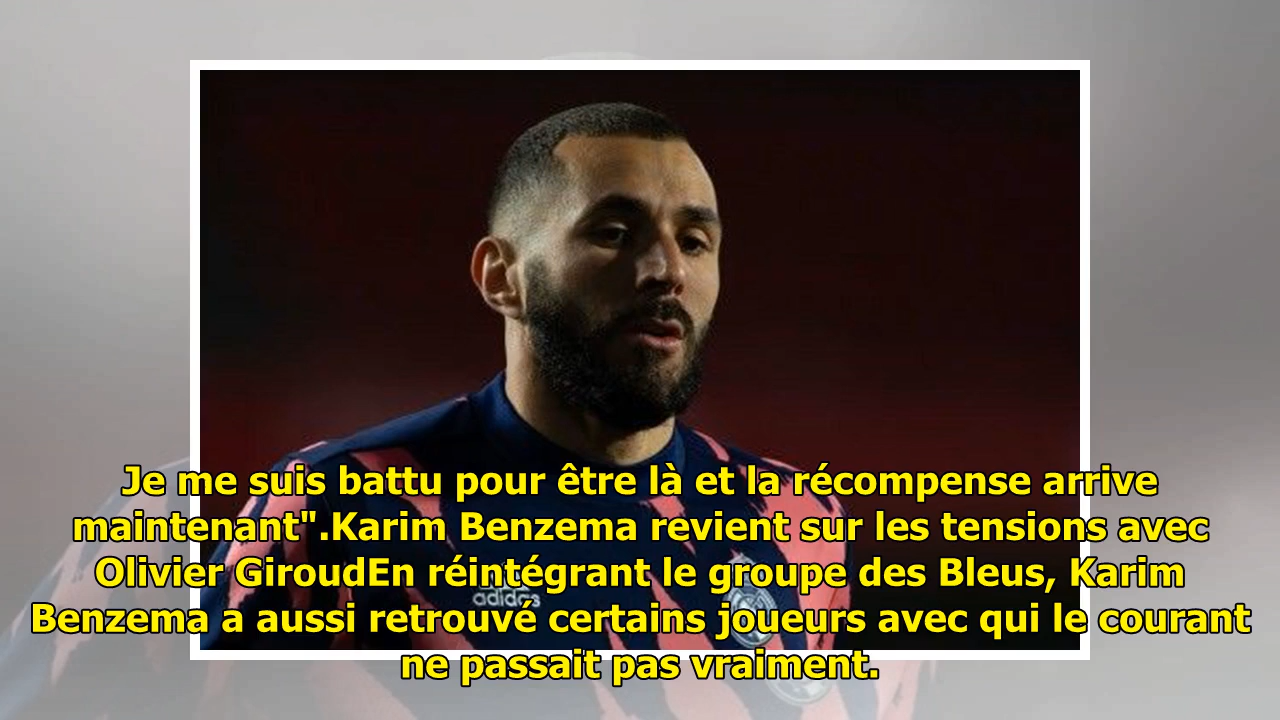 Je me suis battu pour être là et la récompense arrive
maintenant".Karim Benzema revient sur les tensions avec
Olivier GiroudEn réintégrant le groupe des Bleus, Karim
adidas
Benzema a aussi retrouvé certains joueurs avec qui le courant
ne passait pas vraiment.